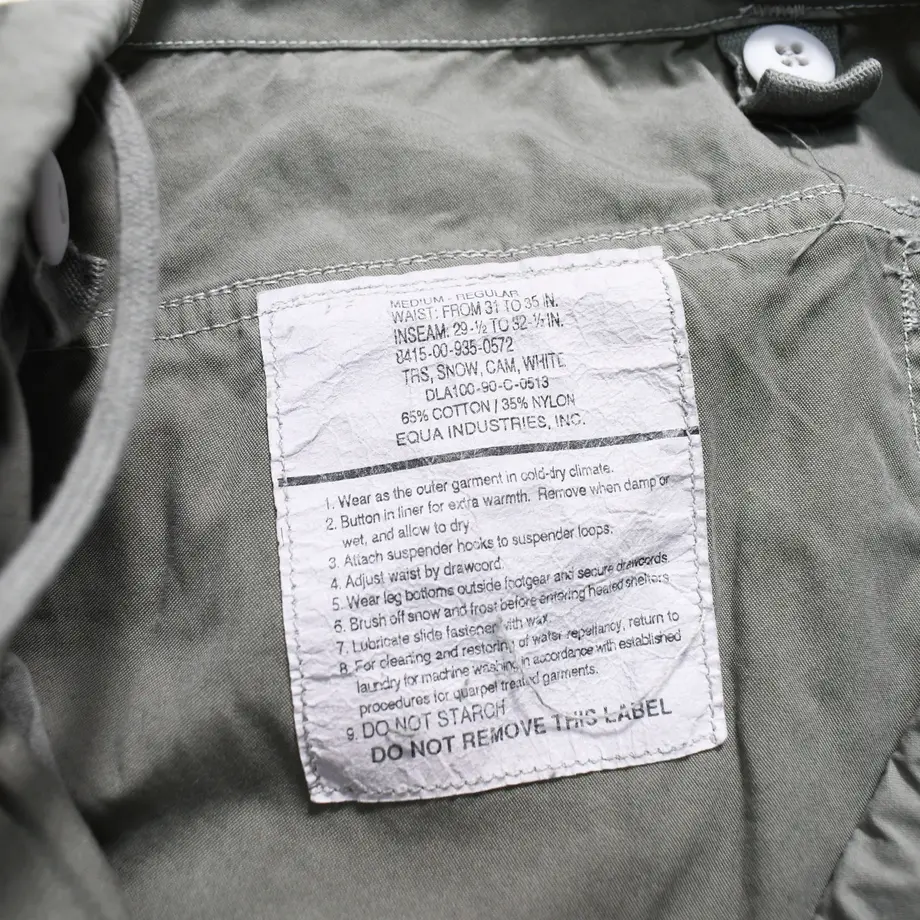 MEDIUM - REGULAR
WAIST: FROM 31 TO 35 IN.
INSEAM: 29-½ TO 32-½ IN.
8415-00-935-0572
TRS, SNOW, CAM, WHITE
DLA100-90-C-0513
65% COTTON / 35% NYLON
EQUA INDUSTRIES, INC.
1. Wear as the outer garment in cold-dry climate.
2. Button in liner for extra warmth. Remove when damp or
wet, and allow to dry.
3. Attach suspender hooks to suspender loops.
4. Adjust waist by drawcord.
5. Wear leg bottoms outside footgear and secure drawcords.
6. Brush off snow and frost before entering heated shelters.
7. Lubricate slide fastener with wax.
8. For cleaning and restoring of water repellancy, return to
laundry for machine washing in accordance with established
procedures for quarpel treated garments.
9. DO NOT STARCH
DO NOT REMOVE THIS LABEL